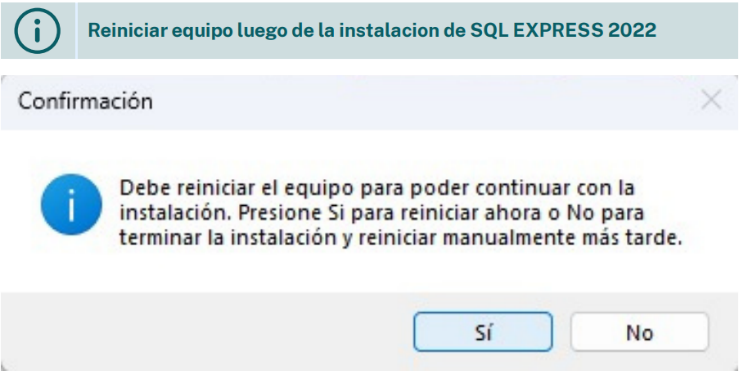 Reiniciar equipo luego de la instalacion de SQL EXPRESS 2022
Confirmación
Debe reiniciar el equipo para poder continuar con la
instalación. Presione Si para reiniciar ahora o No para
terminar la instalación y reiniciar manualmente más tarde.
Sí
No